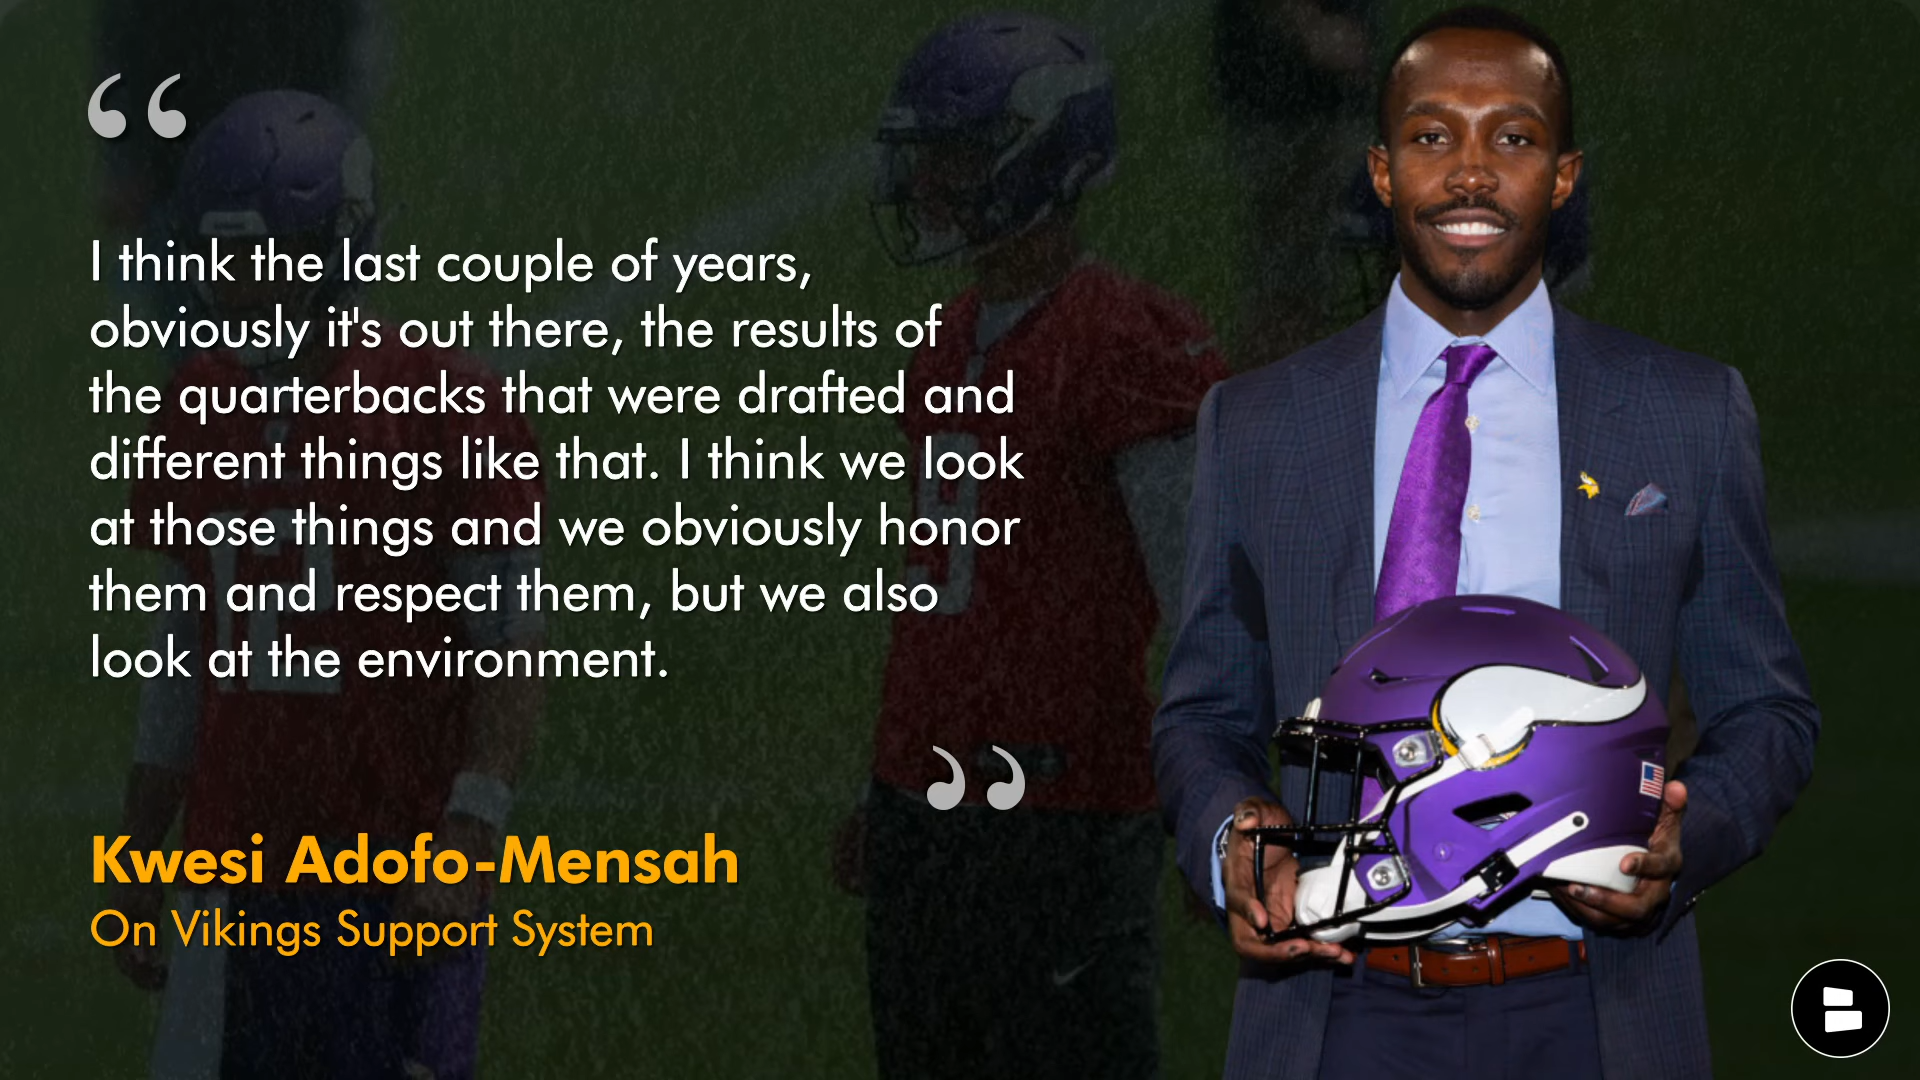 “
I think the last couple of years,
obviously it's out there, the results of
the quarterbacks that were drafted and
different things like that. I think we look
at those things and we obviously honor
them and respect them, but we also
look at the environment.
”
Kwesi Adofo-Mensah
On Vikings Support System
12
9